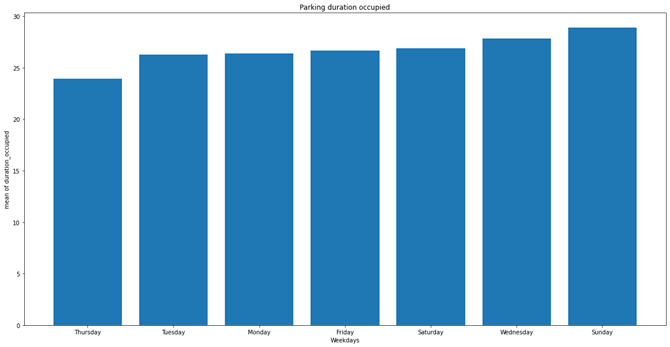 Parking duration occupied
mean of duration_occupied
30
25
20
15
10
5
0
Thursday Tuesday Monday Friday Saturday Wednesday Sunday
Weekdays